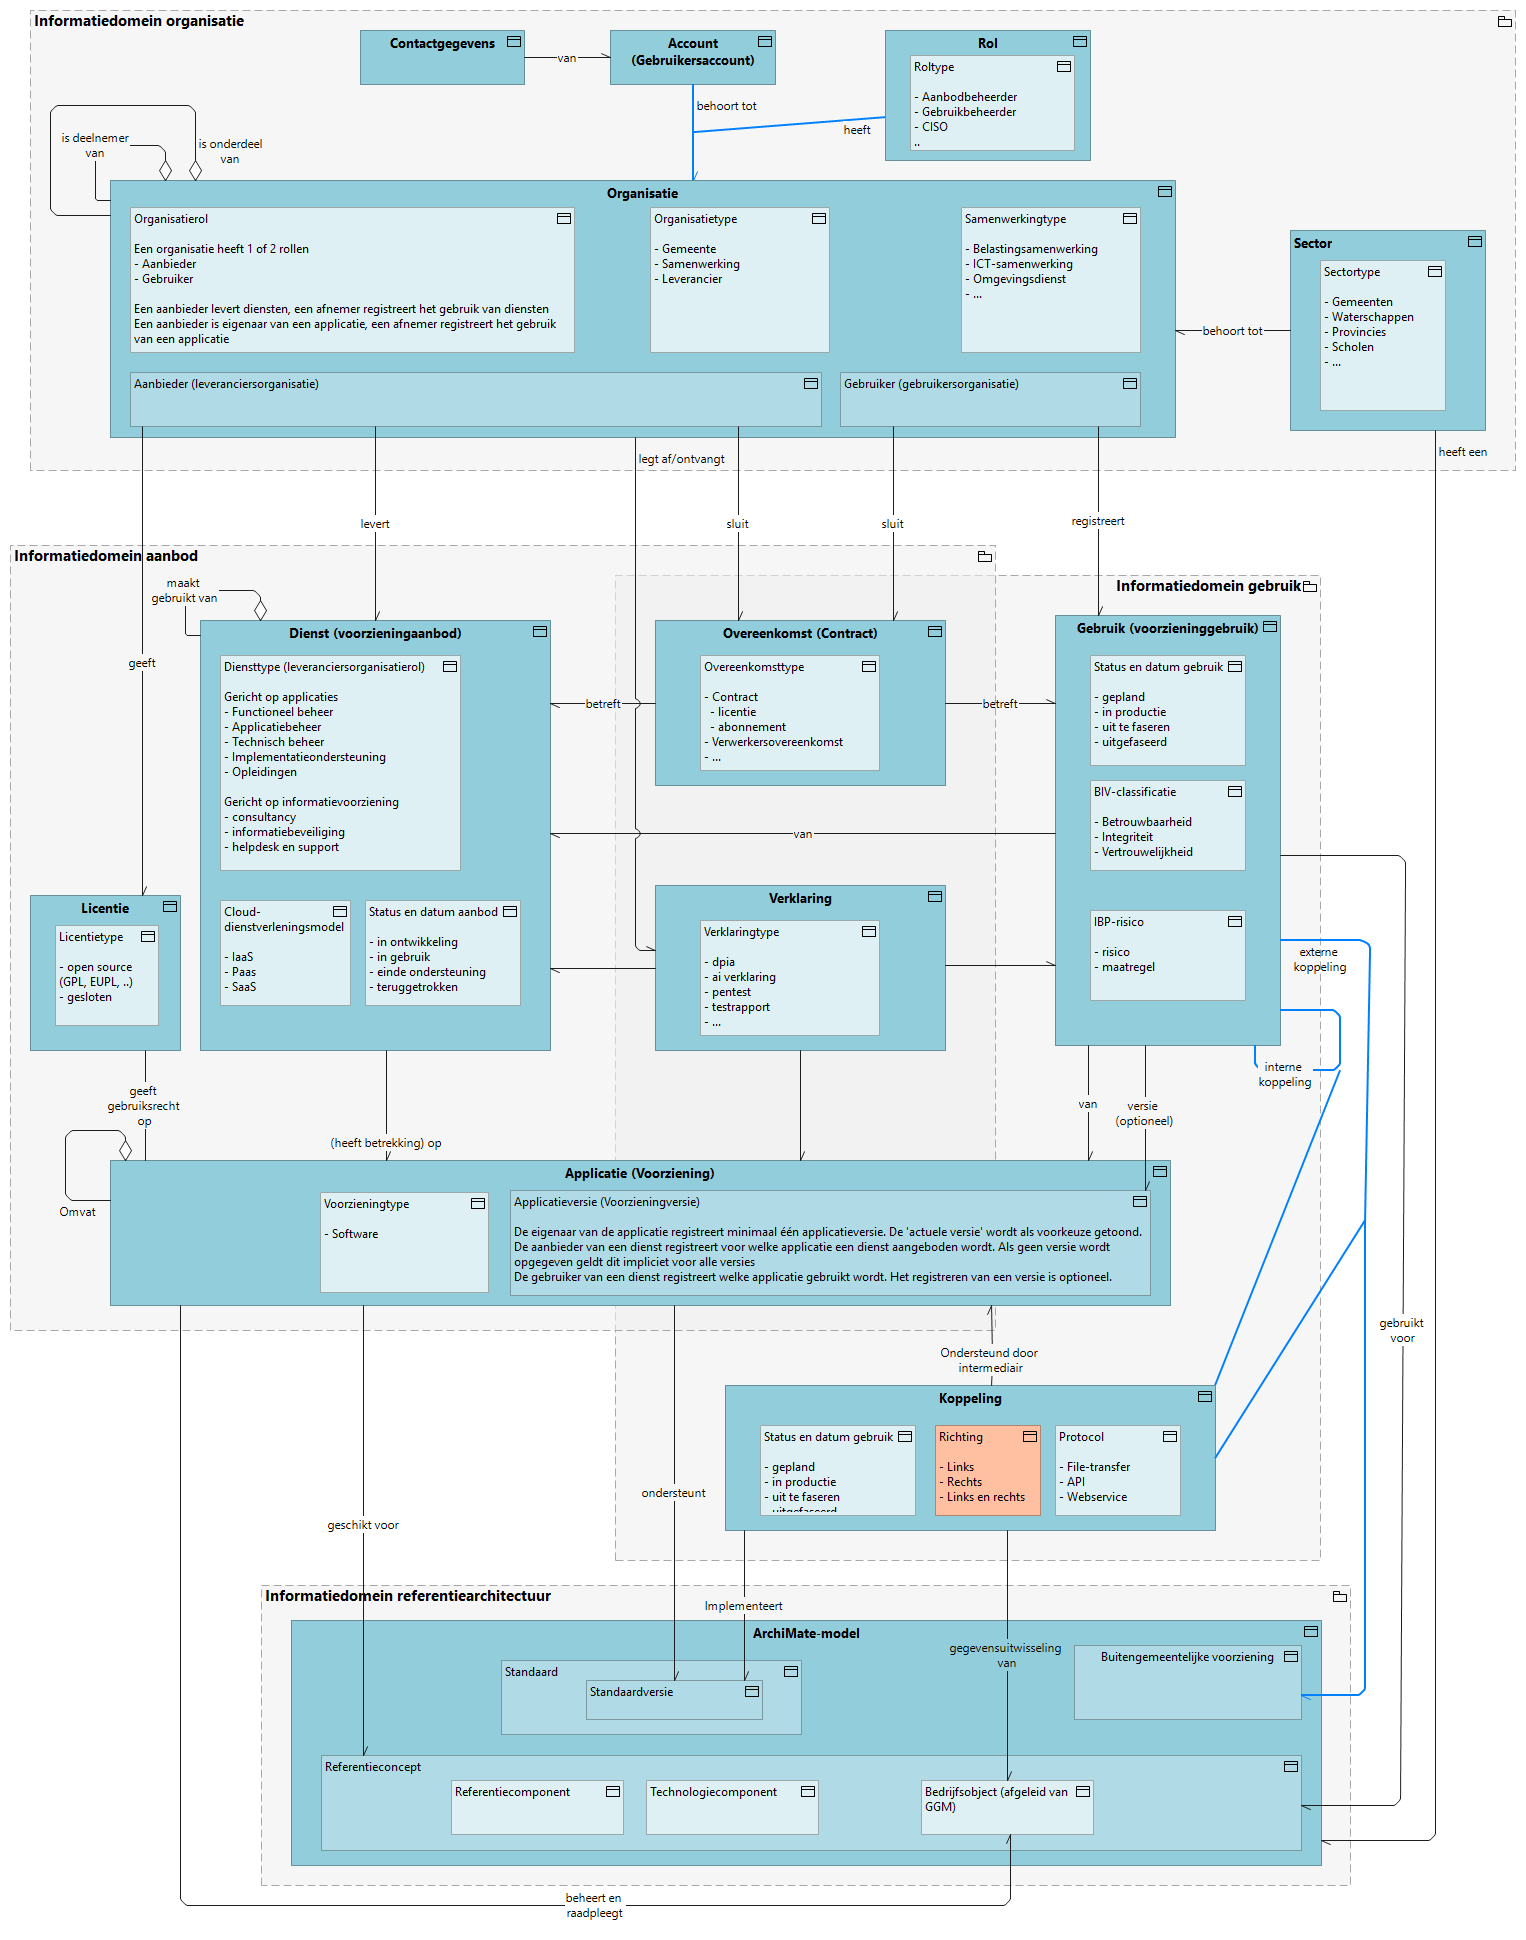 Informatiedomein organisatie
Contactgegevens
van
Account
(Gebruikersaccount)
Rol
Roltype
- Aanbodbeheerder
- Gebruikbeheerder
- CISO
..
behoort tot
heeft
is deelnemer
van
is onderdeel
van
Organisatie
Organisatierol
Een organisatie heeft 1 of 2 rollen
- Aanbieder
- Gebruiker
Een aanbieder levert diensten, een afnemer registreert het gebruik van diensten
Een aanbieder is eigenaar van een applicatie, een afnemer registreert het gebruik
van een applicatie
Organisatietype
- Gemeente
- Samenwerking
- Leverancier
Samenwerkingtype
- Belastingsamenwerking
- ICT-samenwerking
- Omgevingsdienst
- ...
Aanbieder (leveranciersorganisatie)
Gebruiker (gebruikersorganisatie)
behoort tot
Sector
Sectortype
- Gemeenten
- Waterschappen
- Provincies
- Scholen
- ...
heeft een
legt af/ontvangt
levert
sluit
sluit
registreert
geeft
Informatiedomein aanbod
maakt
gebruikt van
Dienst (voorzieningaanbod)
Diensttype (leveranciersorganisatierol)
Gericht op applicaties
- Functioneel beheer
- Applicatiebeheer
- Technisch beheer
- Implementatieondersteuning
- Opleidingen
Gericht op informatievoorziening
- consultancy
- informatiebeveiliging
- helpdesk en support
Cloud-
dienstverleningsmodel
- IaaS
- Paas
- SaaS
Status en datum aanbod
- in ontwikkeling
- in gebruik
- einde ondersteuning
- teruggetrokken
betreft
Overeenkomst (Contract)
Overeenkomsttype
- Contract
- licentie
- abonnement
- Verwerkersovereenkomst
- ...
betreft
van
Informatiedomein gebruik
Gebruik (voorzieninggebruik)
Status en datum gebruik
- gepland
- in productie
- uit te faseren
- uitgefaseerd
BIV-classificatie
- Betrouwbaarheid
- Integriteit
- Vertrouwelijkheid
IBP-risico
- risico
- maatregel
externe
koppeling
interne
koppeling
Licentie
Licentietype
- open source
(GPL, EUPL, ..)
- gesloten
Verklaring
Verklaringtype
- dpia
- ai verklaring
- pentest
- testrapport
- ...
geeft
gebruiksrecht
op
(heeft betrekking) op
van
versie
(optioneel)
Omvat
Applicatie (Voorziening)
Voorzieningtype
- Software
Applicatieversie (Voorzieningversie)
De eigenaar van de applicatie registreert minimaal één applicatieversie. De 'actuele versie' wordt als voorkeuze getoond.
De aanbieder van een dienst registreert voor welke applicatie een dienst aangeboden wordt. Als geen versie wordt
opgegeven geldt dit impliciet voor alle versies
De gebruiker van een dienst registreert welke applicatie gebruikt wordt. Het registreren van een versie is optioneel.
gebruikt
voor
Ondersteund door
intermediair
Koppeling
Status en datum gebruik
- gepland
- in productie
- uit te faseren
- uitgefaseerd
Richting
- Links
- Rechts
- Links en rechts
Protocol
- File-transfer
- API
- Webservice
ondersteunt
geschikt voor
Implementeert
gegevensuitwisseling
van
Informatiedomein referentiearchitectuur
ArchiMate-model
Standaard
Standaardversie
Buitengemeentelijke voorziening
Referentieconcept
Referentiecomponent
Technologiecomponent
Bedrijfsobject (afgeleid van
GGM)
beheert en
raadpleegt